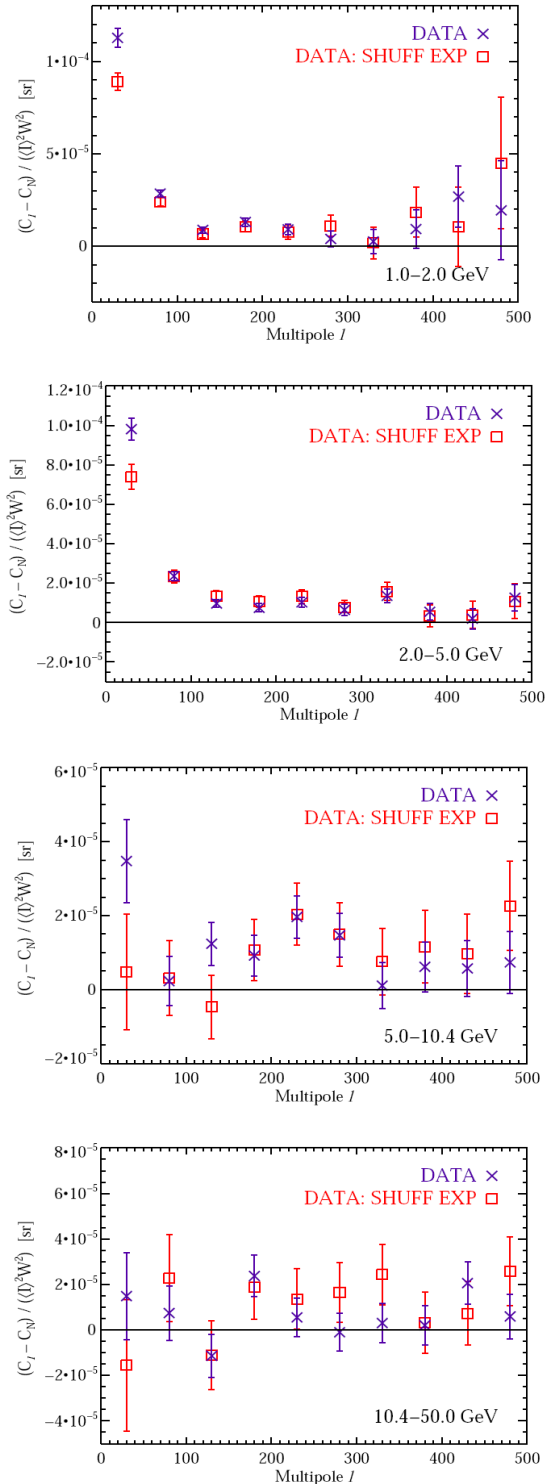 DATA ×
DATA: SHUFF EXP □
1•10⁻⁴
5•10⁻⁵
0
(C_l − C_N) / (⟨I⟩²W²) [sr]
1.0–2.0 GeV
0 100 200 300 400 500
Multipole l
1.2•10⁻⁴
1.0•10⁻⁴
8.0•10⁻⁵
6.0•10⁻⁵
4.0•10⁻⁵
2.0•10⁻⁵
0
−2.0•10⁻⁵
(C_l − C_N) / (⟨I⟩²W²) [sr]
DATA ×
DATA: SHUFF EXP □
2.0–5.0 GeV
0 100 200 300 400 500
Multipole l
6•10⁻⁵
4•10⁻⁵
2•10⁻⁵
0
−2•10⁻⁵
(C_l − C_N) / (⟨I⟩²W²) [sr]
DATA ×
DATA: SHUFF EXP □
5.0–10.4 GeV
0 100 200 300 400 500
Multipole l
8•10⁻⁵
6•10⁻⁵
4•10⁻⁵
2•10⁻⁵
0
−2•10⁻⁵
−4•10⁻⁵
(C_l − C_N) / (⟨I⟩²W²) [sr]
DATA ×
DATA: SHUFF EXP □
10.4–50.0 GeV
0 100 200 300 400 500
Multipole l